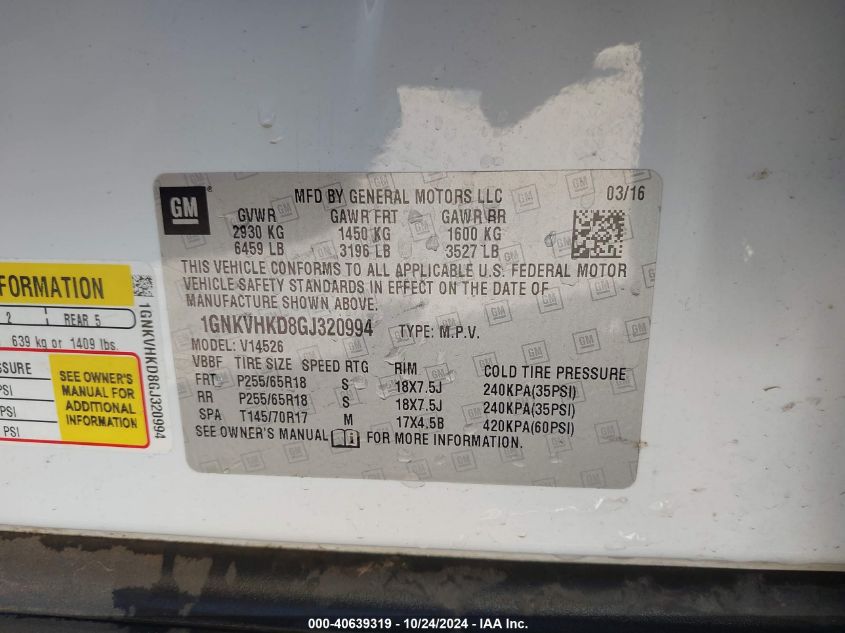 GM
MFD BY GENERAL MOTORS LLC 03/16
GVWR GAWR FRT GAWR RR
2930 KG 1450 KG 1600 KG
6459 LB 3196 LB 3527 LB
THIS VEHICLE CONFORMS TO ALL APPLICABLE U.S. FEDERAL MOTOR
VEHICLE SAFETY STANDARDS IN EFFECT ON THE DATE OF
MANUFACTURE SHOWN ABOVE.
1GNKVHKD8GJ320994 TYPE: M.P.V.
MODEL: V14526
VBBF TIRE SIZE SPEED RTG RIM COLD TIRE PRESSURE
FRT P255/65R18 S 18X7.5J 240KPA(35PSI)
RR P255/65R18 S 18X7.5J 240KPA(35PSI)
SPA T145/70R17 M 17X4.5B 420KPA(60PSI)
SEE OWNER'S MANUAL FOR MORE INFORMATION.
FORMATION
2 REAR 5
639 kg or 1409 lbs.
SSURE
PSI
PSI
PSI
SEE OWNER'S
MANUAL FOR
ADDITIONAL
INFORMATION
1GNKVHKD8GJ320994
000-40639319 - 10/24/2024 - IAA Inc.